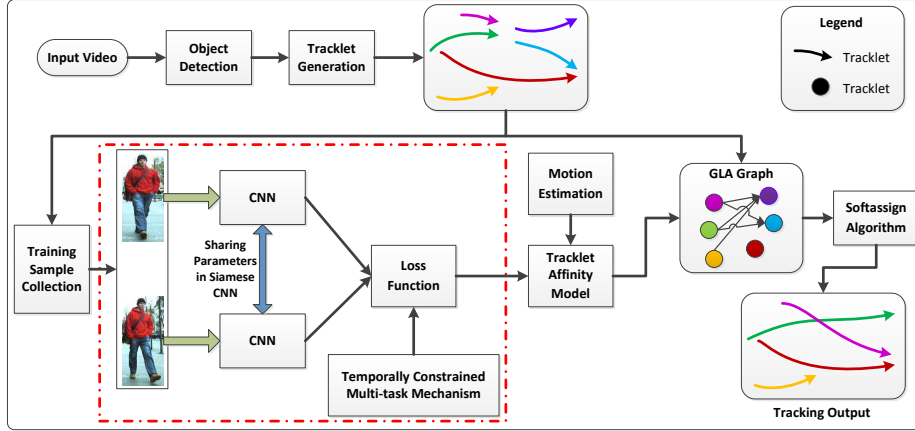 Input Video
Object
Detection
Tracklet
Generation
Legend
Tracklet
Tracklet
Training
Sample
Collection
CNN
Sharing
Parameters
in Siamese
CNN
CNN
Loss
Function
Temporally Constrained
Multi-task Mechanism
Motion
Estimation
Tracklet
Affinity
Model
GLA Graph
Softassign
Algorithm
Tracking Output